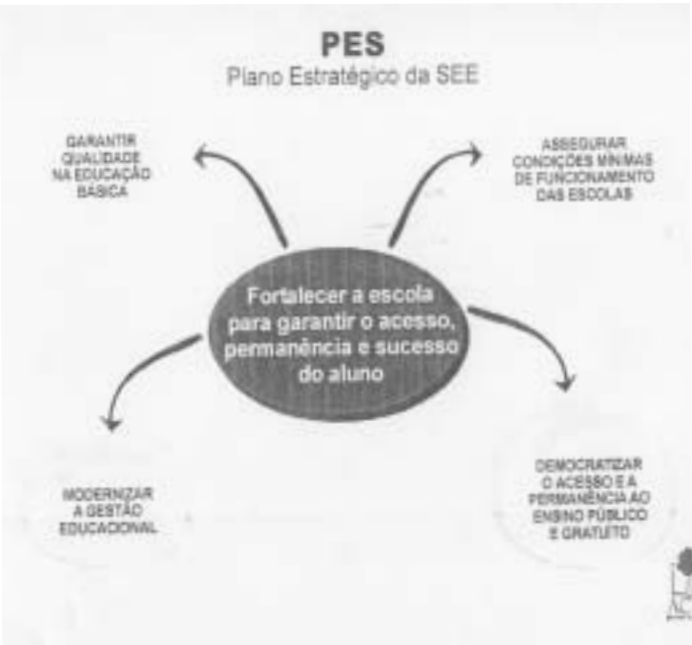 PES
Plano Estratégico da SEE
GARANTIR
QUALIDADE
NA EDUCAÇÃO
BÁSICA
ASSEGURAR
CONDIÇÕES MÍNIMAS
DE FUNCIONAMENTO
DAS ESCOLAS
Fortalecer a escola
para garantir o acesso,
permanência e sucesso
do aluno
MODERNIZAR
A GESTÃO
EDUCACIONAL
DEMOCRATIZAR
O ACESSO E A
PERMANÊNCIA AO
ENSINO PÚBLICO
E GRATUITO